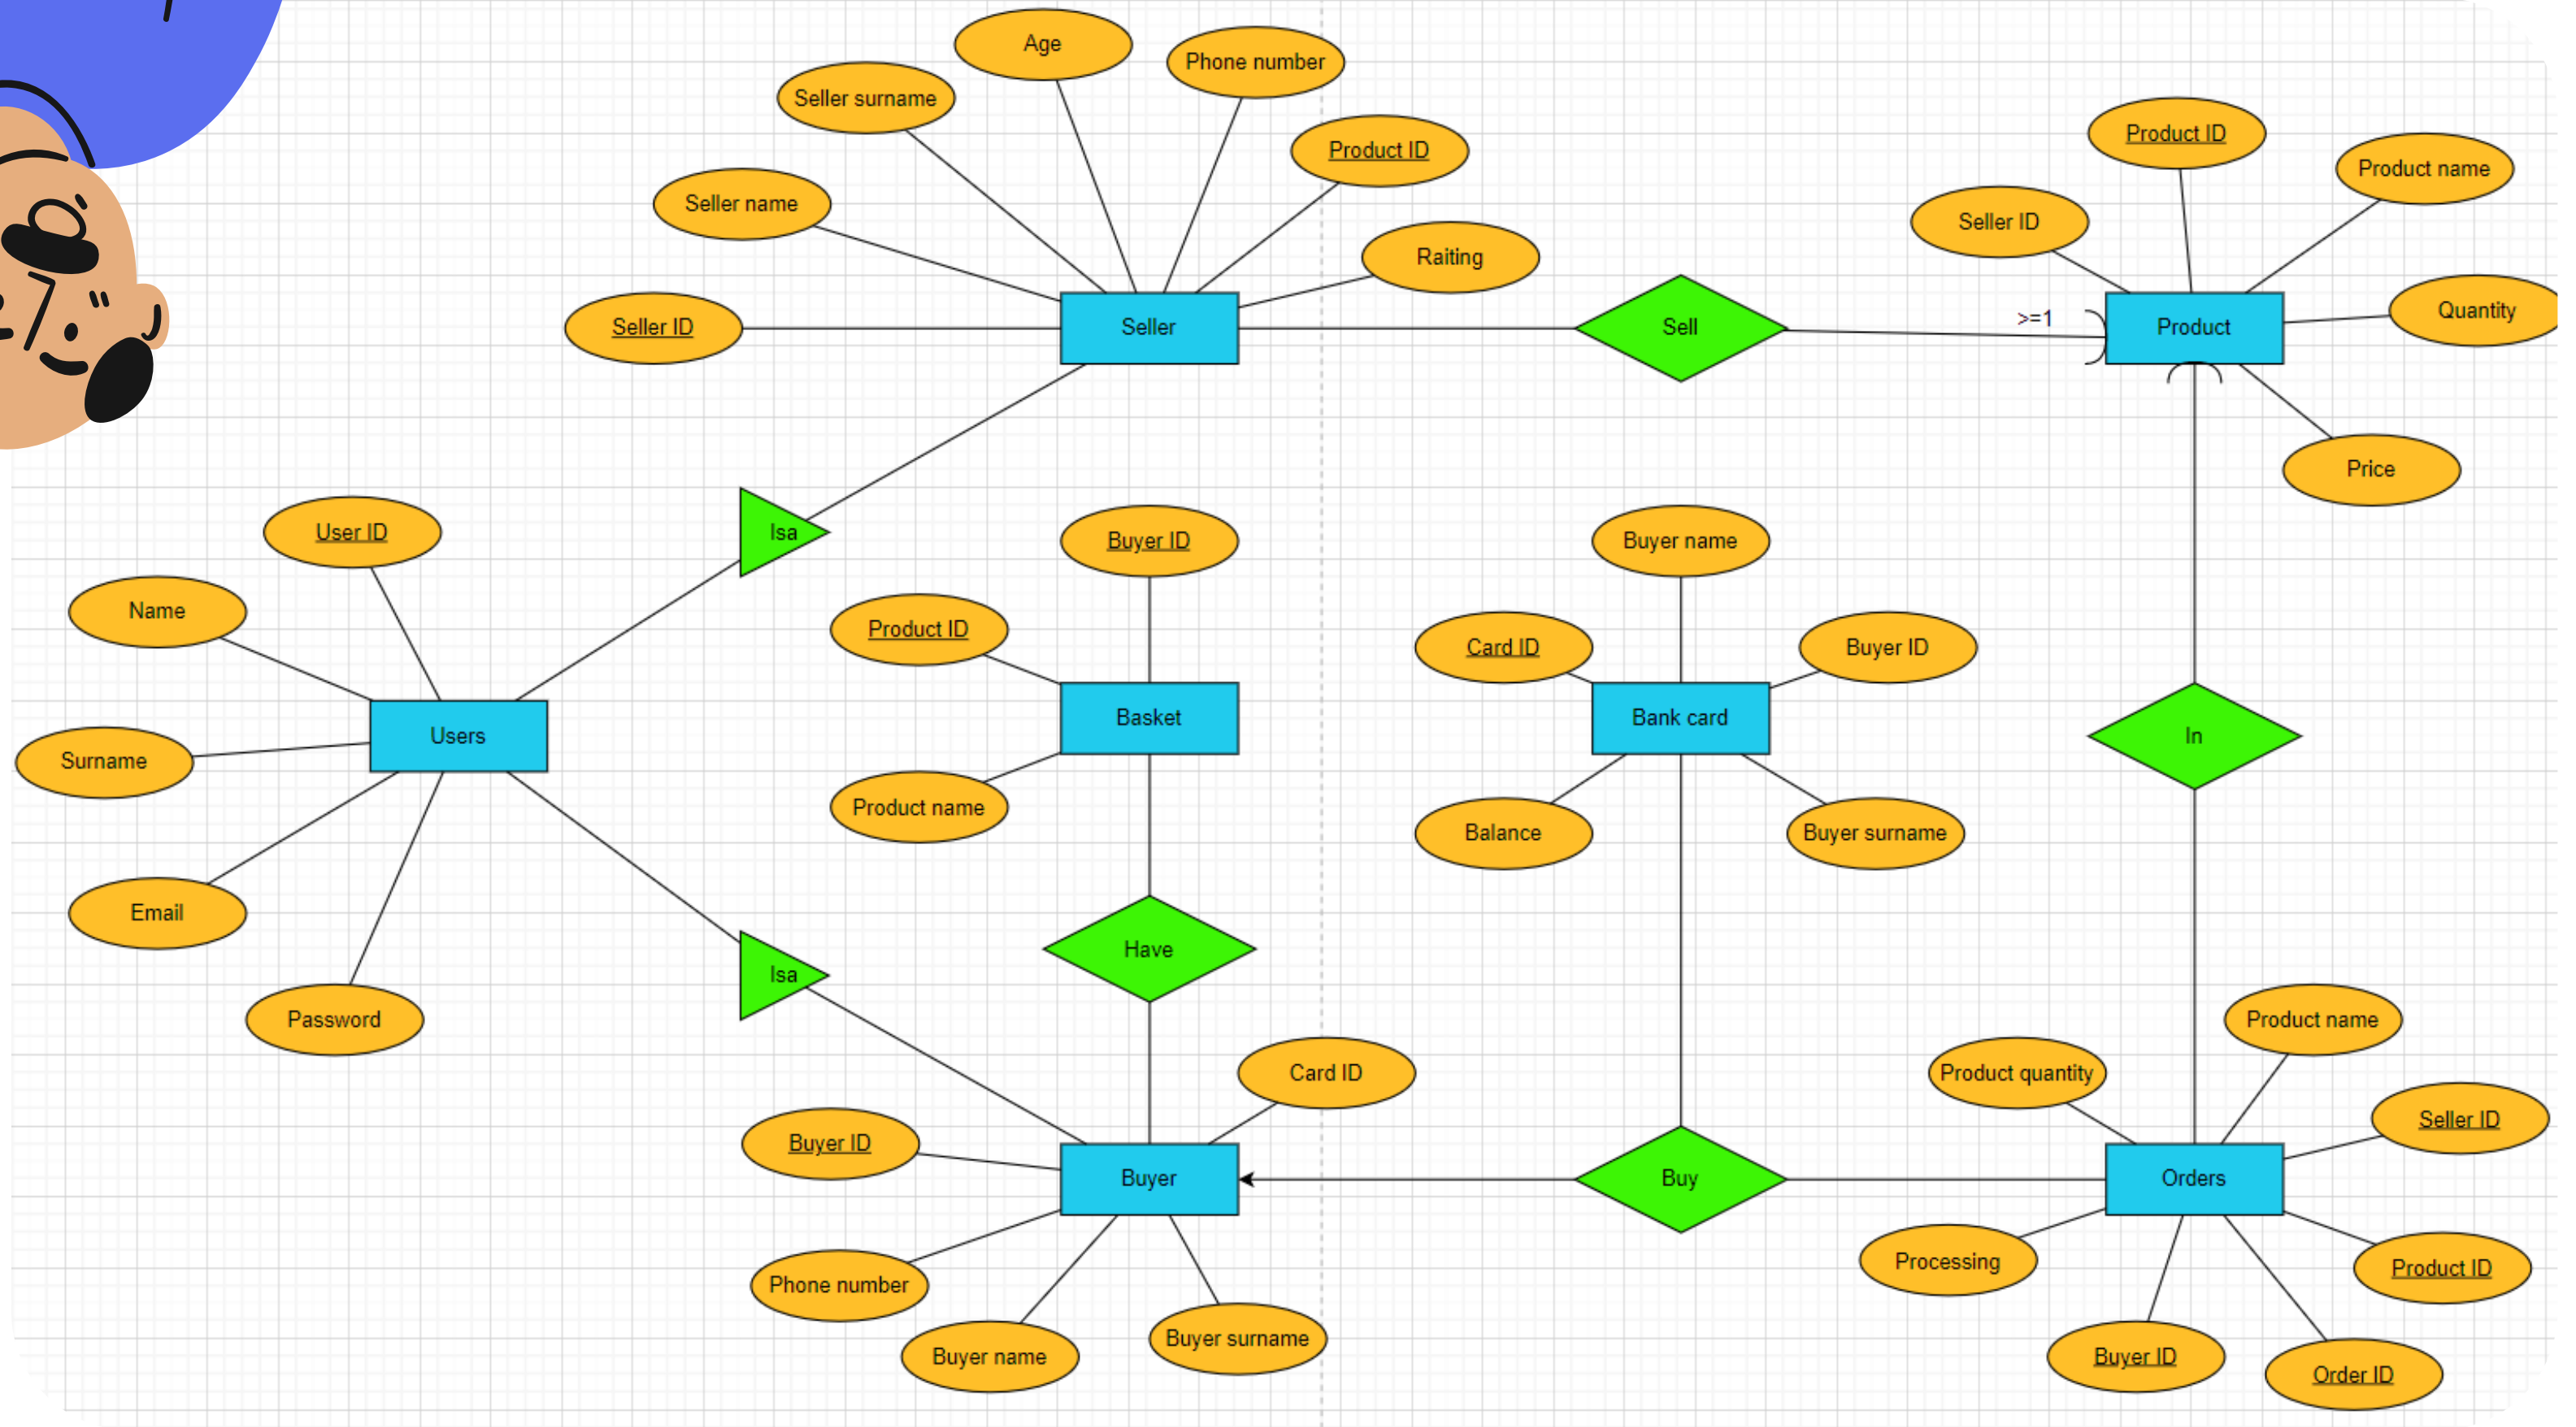 Age
Phone number
Seller surname
Product ID
Seller name
Raiting
Seller ID
Seller
Sell
>=1
Product ID
Product name
Seller ID
Quantity
Product
Price
Isa
User ID
Name
Users
Surname
Email
Password
Isa
Buyer ID
Product ID
Basket
Product name
Have
Buyer name
Card ID
Buyer ID
Bank card
Balance
Buyer surname
In
Card ID
Buyer ID
Buyer
Phone number
Buyer name
Buyer surname
Buy
Product name
Product quantity
Seller ID
Orders
Processing
Product ID
Buyer ID
Order ID